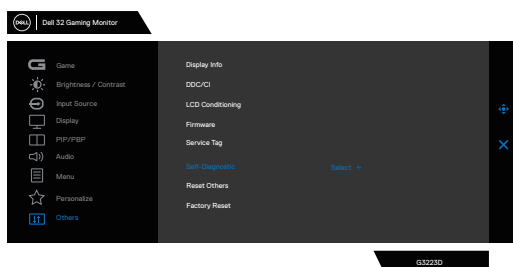 DELL
Dell 32 Gaming Monitor
Game
Brightness / Contrast
Input Source
Display
PIP/PBP
Audio
Menu
Personalize
Others
Display Info
DDC/CI
LCD Conditioning
Firmware
Service Tag
Self-Diagnostic
Select
Reset Others
Factory Reset
G3223D